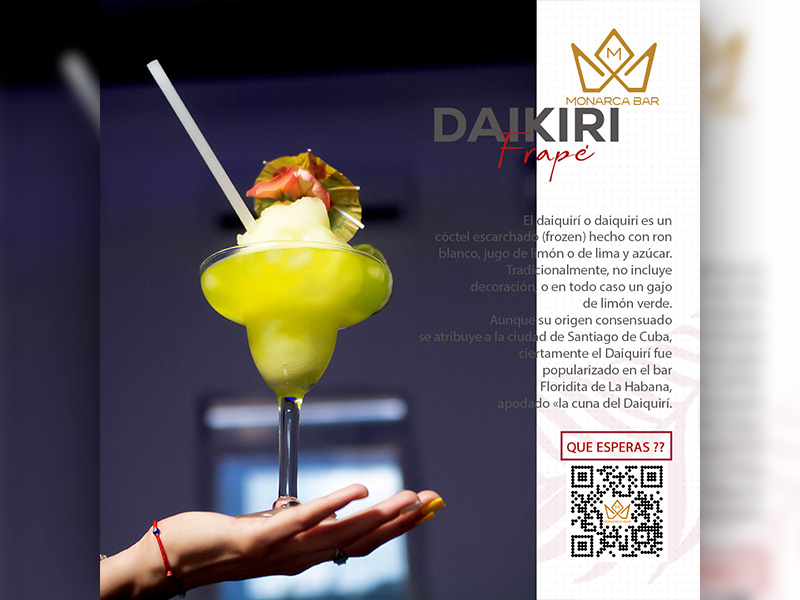 M
MONARCA BAR
DAIKIRI
Frapé
El daiquirí o daiquiri es un
cóctel escarchado (frozen) hecho con ron
blanco, jugo de limón o de lima y azúcar.
Tradicionalmente, no incluye
decoración, o en todo caso un gajo
de limón verde.
Aunque su origen consensuado
se atribuye a la ciudad de Santiago de Cuba,
ciertamente el Daiquirí fue
popularizado en el bar
Floridita de La Habana,
apodado «la cuna del Daiquirí.
QUE ESPERAS ??
MONARCA BAR